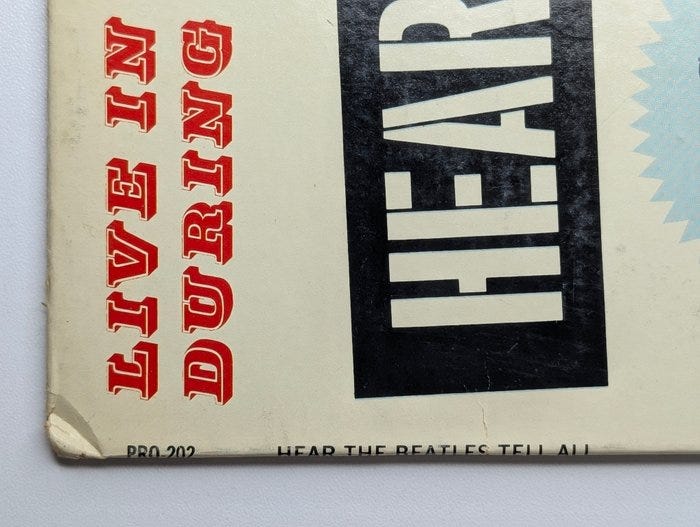 LIVE IN
DURING
HEAR
PRO-202 HEAR THE BEATLES TELL ALL